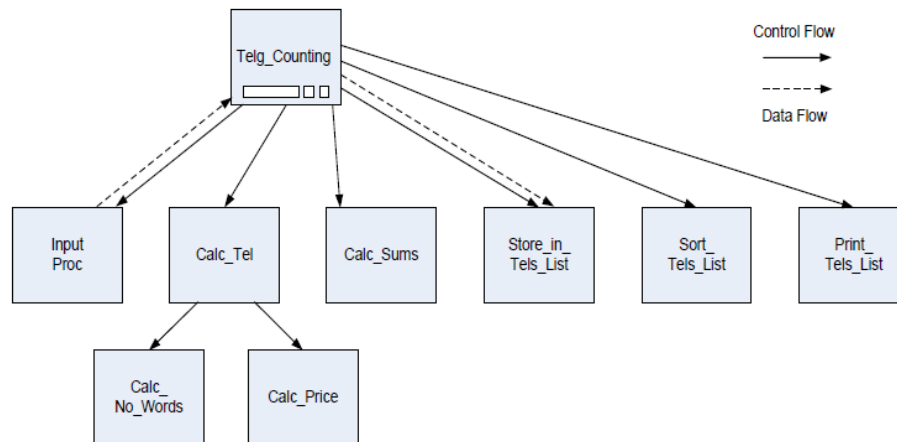 Telg_Counting
Control Flow
Data Flow
Input
Proc
Calc_Tel
Calc_Sums
Store_in_
Tels_List
Sort_
Tels_List
Print_
Tels_List
Calc_
No_Words
Calc_Price